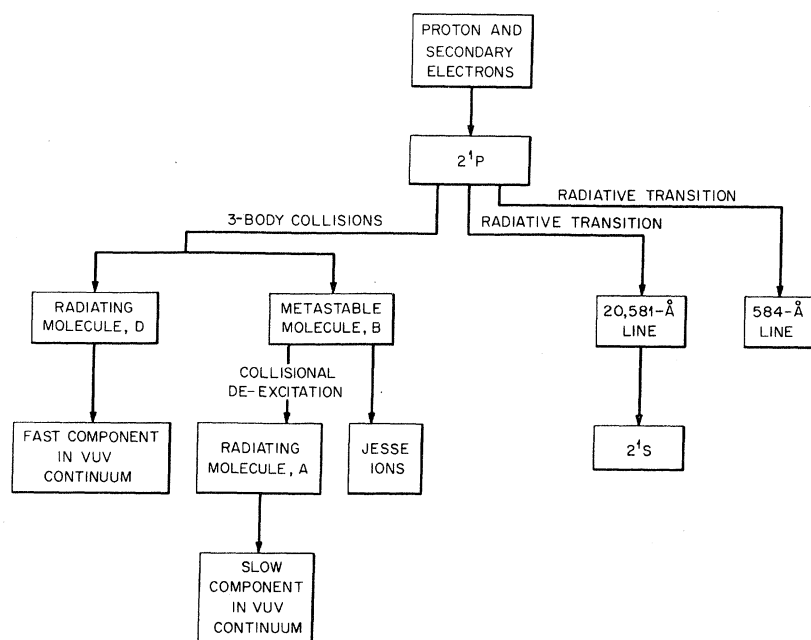 PROTON AND
SECONDARY
ELECTRONS
2¹P
RADIATIVE TRANSITION
3-BODY COLLISIONS
RADIATIVE TRANSITION
RADIATING
MOLECULE, D
METASTABLE
MOLECULE, B
20,581-Å
LINE
584-Å
LINE
COLLISIONAL
DE-EXCITATION
FAST COMPONENT
IN VUV
CONTINUUM
RADIATING
MOLECULE, A
JESSE
IONS
2¹S
SLOW
COMPONENT
IN VUV
CONTINUUM